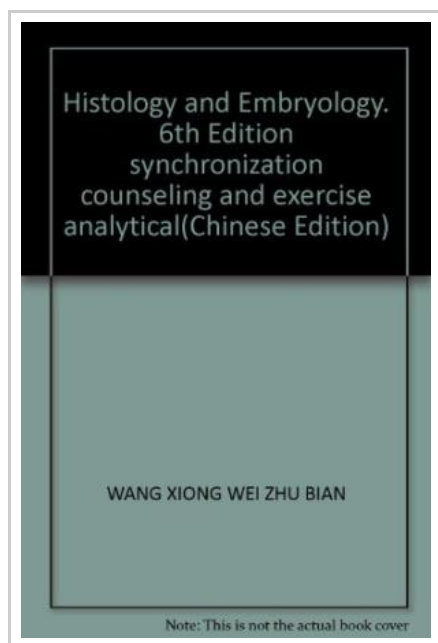 Histology and Embryology.
6th Edition
synchronization
counseling and exercise
analytical(Chinese Edition)
WANG XIONG WEI ZHU BIAN
Note: This is not the actual book cover